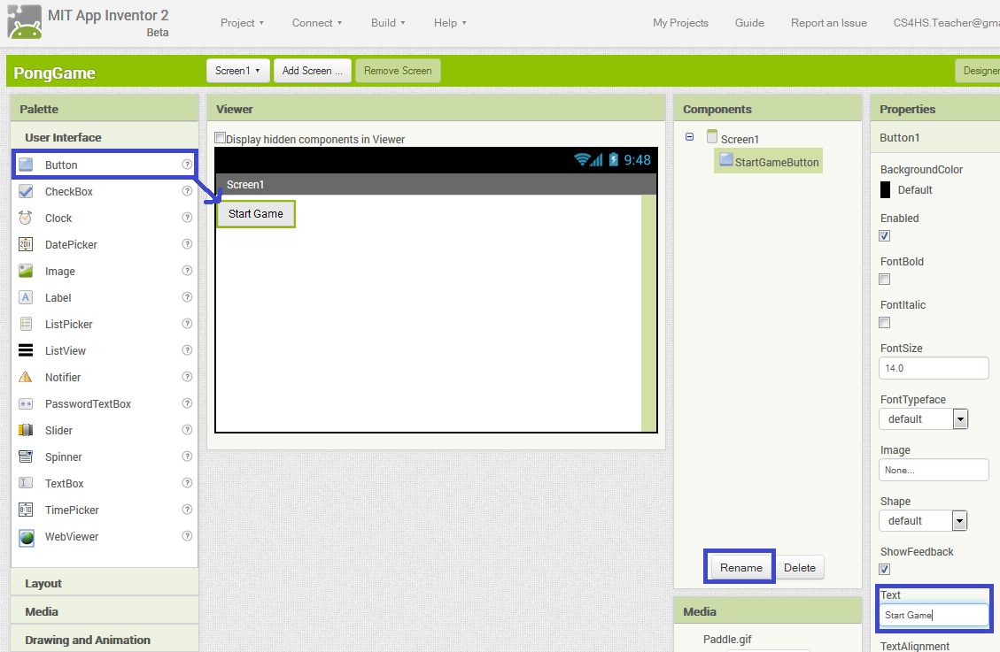 MIT App Inventor 2
Beta
Project
Connect
Build
Help
My Projects
Guide
Report an Issue
CS4HS.Teacher@gma
PongGame
Screen1
Add Screen ...
Remove Screen
Designer
Palette
User Interface
Button
?
CheckBox
?
Clock
?
DatePicker
?
Image
?
Label
?
ListPicker
?
ListView
?
Notifier
?
PasswordTextBox
?
Slider
?
Spinner
?
TextBox
?
TimePicker
?
WebViewer
?
Layout
Media
Drawing and Animation
Viewer
Display hidden components in Viewer
9:48
Screen1
Start Game
Components
Screen1
StartGameButton
Rename
Delete
Media
Paddle.gif
Properties
Button1
BackgroundColor
Default
Enabled
FontBold
FontItalic
FontSize
14.0
FontTypeface
default
Image
None...
Shape
default
ShowFeedback
Text
Start Game
TextAlignment